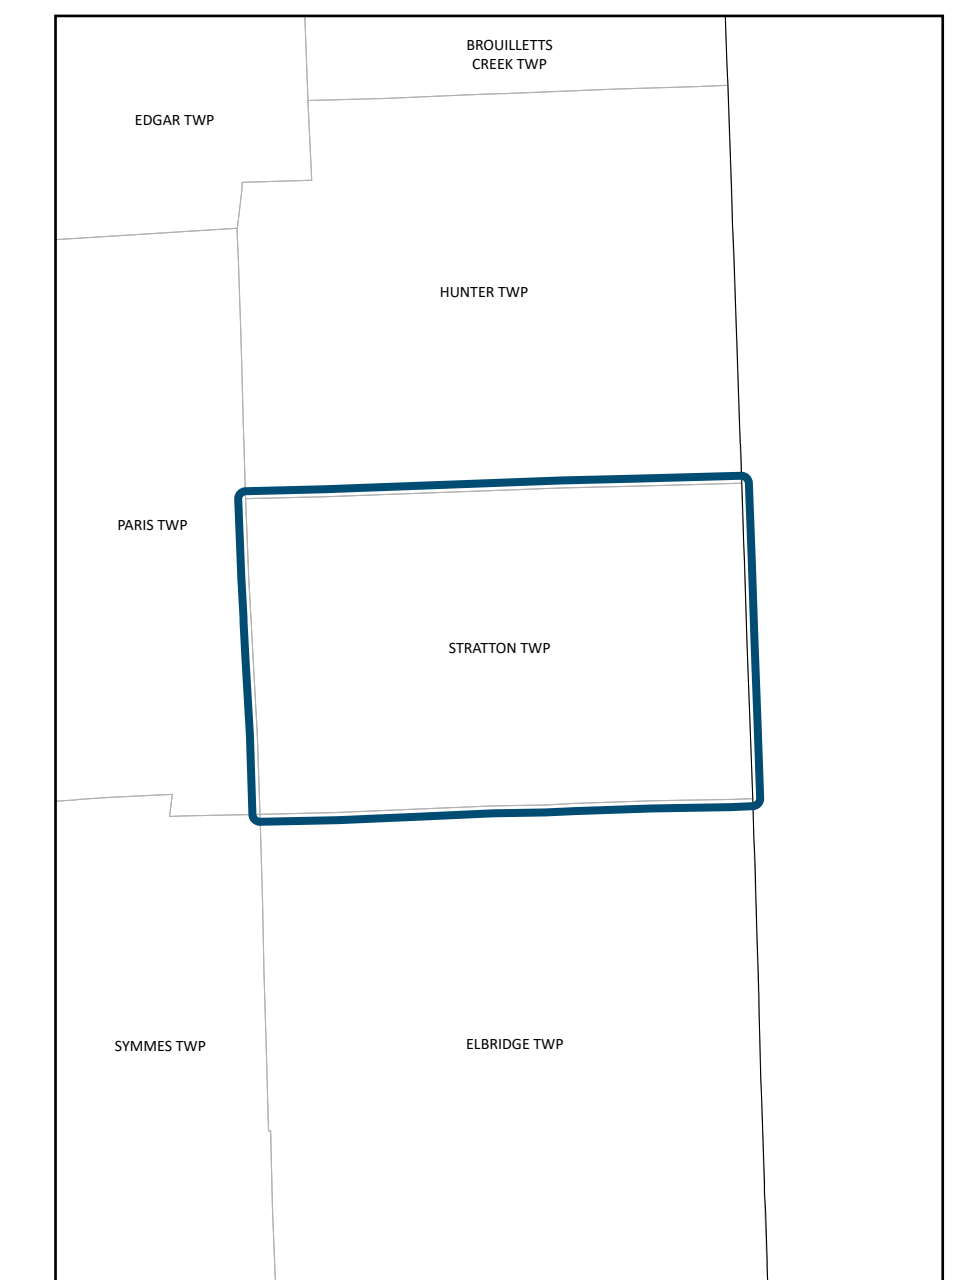 BROUILLETTS
CREEK TWP
EDGAR TWP
HUNTER TWP
PARIS TWP
STRATTON TWP
SYMMES TWP
ELBRIDGE TWP